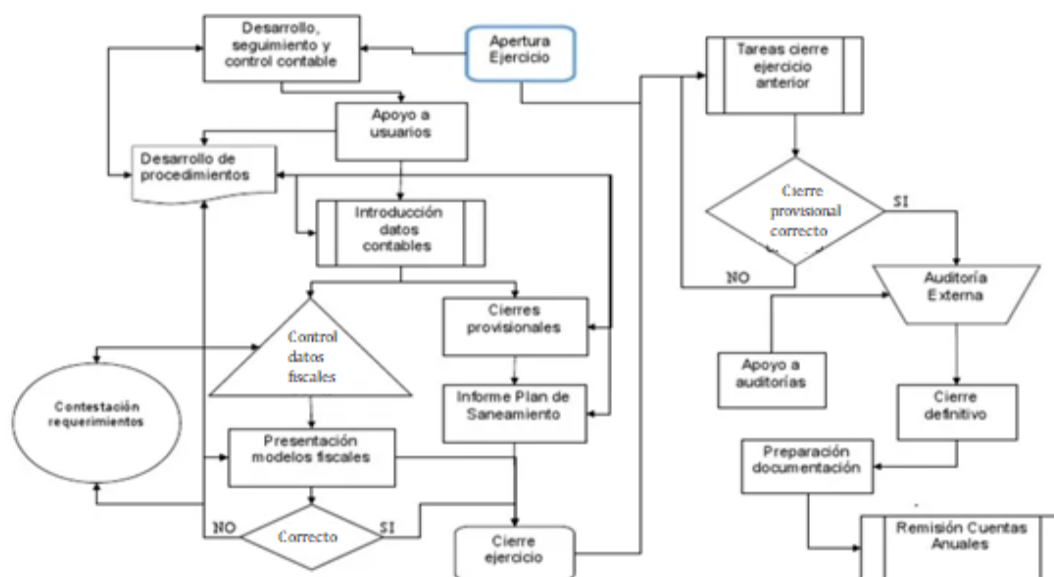 Desarrollo,
seguimiento y
control contable
Apertura
Ejercicio
Tareas cierre
ejercicio
anterior
Apoyo a
usuarios
Desarrollo de
procedimientos
Cierre
provisional
correcto
SI
NO
Introducción
datos
contables
Auditoría
Externa
Cierres
provisionales
Control
datos
fiscales
Apoyo a
auditorías
Contestación
requerimientos
Informe Plan de
Saneamiento
Cierre
definitivo
Presentación
modelos fiscales
Preparación
documentación
NO
Correcto
SI
Cierre
ejercicio
Remisión Cuentas
Anuales